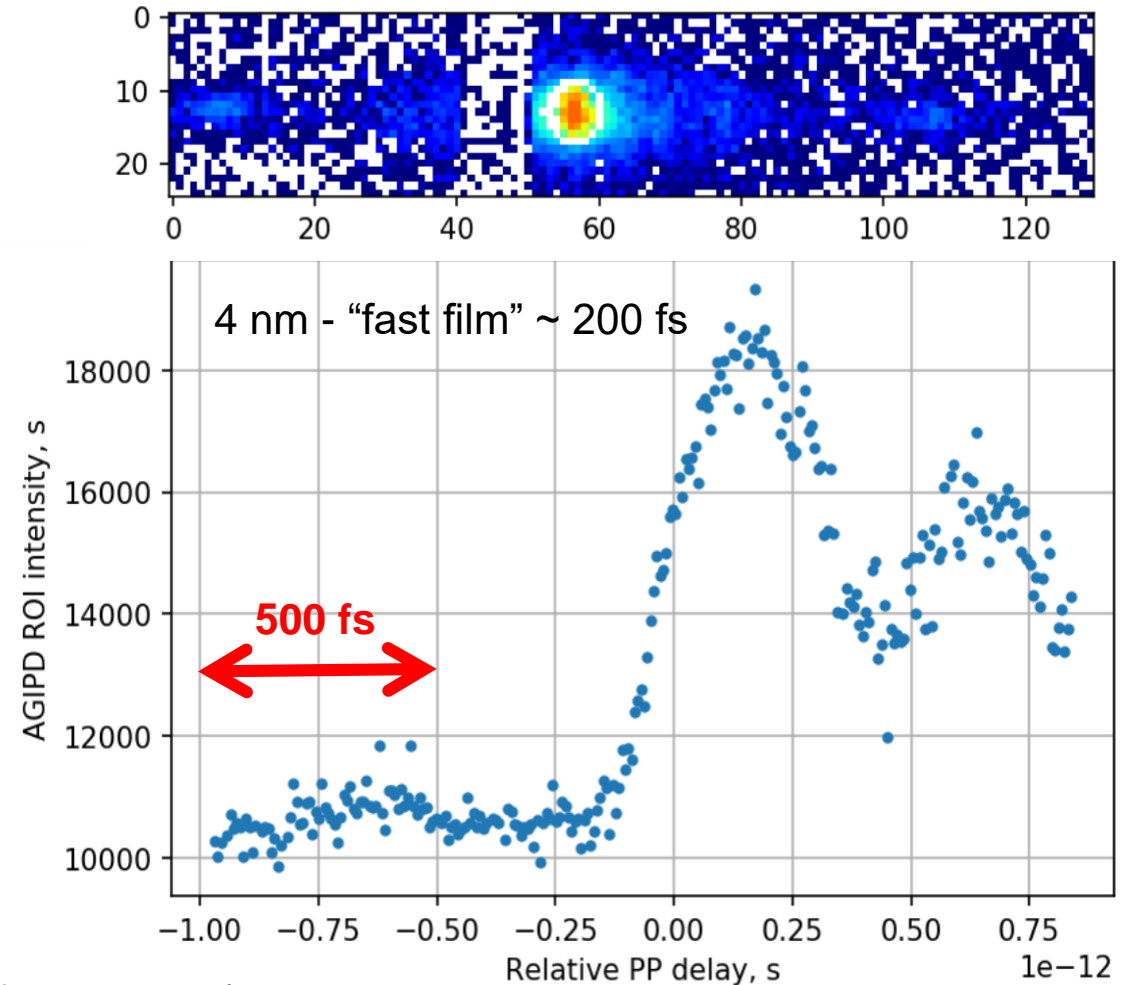 0
10
20
0 20 40 60 80 100 120
4 nm - “fast film” ~ 200 fs
18000
16000
14000
12000
10000
500 fs
AGIPD ROI intensity, s
−1.00 −0.75 −0.50 −0.25 0.00 0.25 0.50 0.75
1e−12
Relative PP delay, s